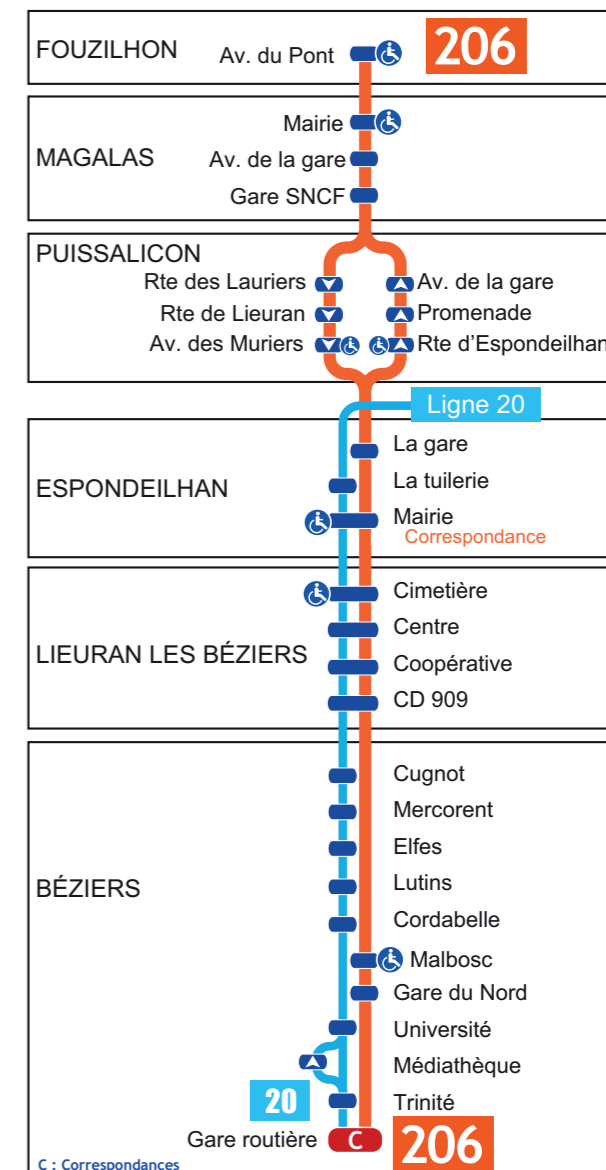 FOUZILHON
Av. du Pont
206
MAGALAS
Mairie
Av. de la gare
Gare SNCF
PUISSALICON
Rte des Lauriers
Av. de la gare
Rte de Lieuran
Promenade
Av. des Muriers
Rte d'Espondeilhan
Ligne 20
ESPONDEILHAN
La gare
La tuilerie
Mairie
Correspondance
LIEURAN LES BÉZIERS
Cimetière
Centre
Coopérative
CD 909
BÉZIERS
Cugnot
Mercorent
Elfes
Lutins
Cordabelle
Malbosc
Gare du Nord
Université
Médiathèque
20
Trinité
Gare routière
C
206
C : Correspondances